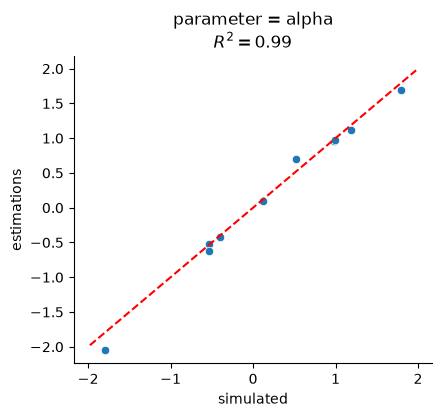 parameter = alpha
R² = 0.99
2.0
1.5
1.0
0.5
0.0
−0.5
−1.0
−1.5
−2.0
estimations
−2 −1 0 1 2
simulated